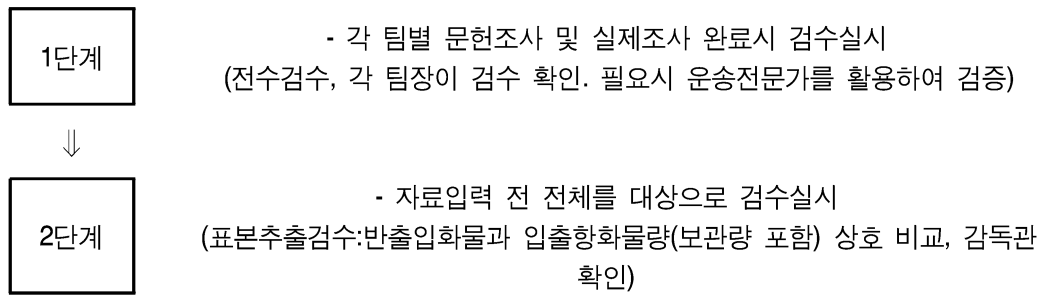 1단계
- 각 팀별 문헌조사 및 실제조사 완료시 검수실시
(전수검수, 각 팀장이 검수 확인. 필요시 운송전문가를 활용하여 검증)
⇓
2단계
- 자료입력 전 전체를 대상으로 검수실시
(표본추출검수:반출입화물과 입출항화물량(보관량 포함) 상호 비교, 감독관
확인)